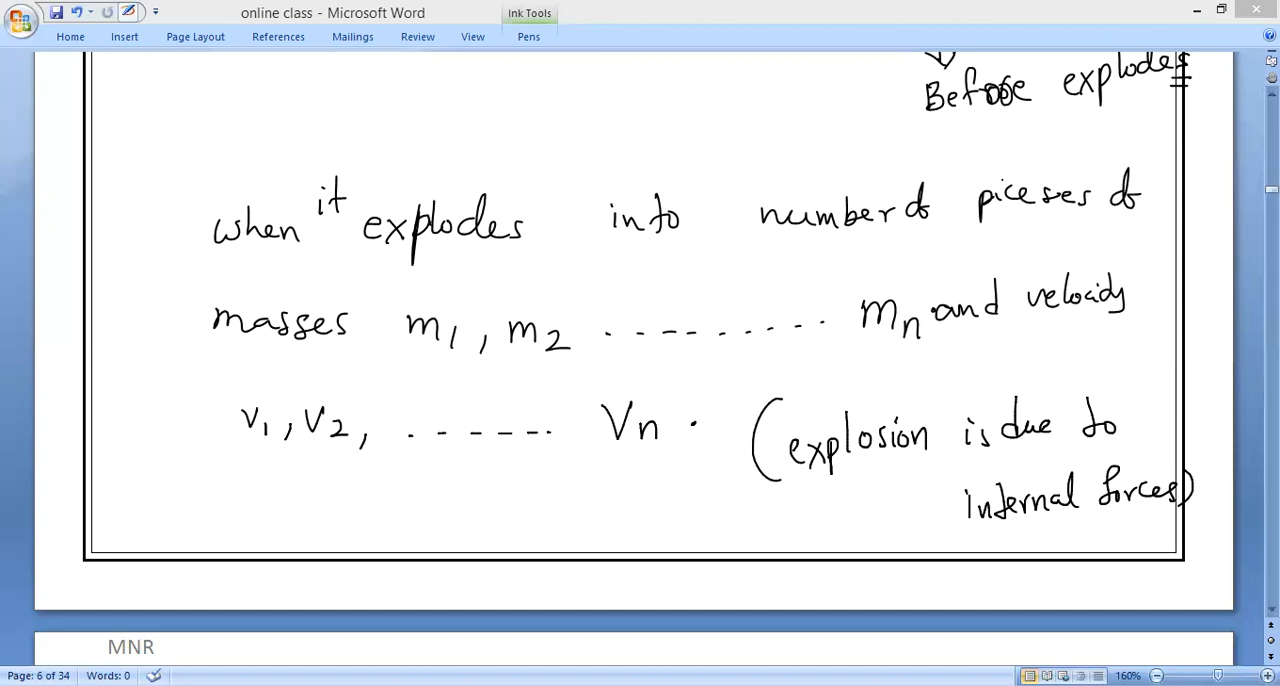 online class - Microsoft Word
Ink Tools
Home Insert Page Layout References Mailings Review View Pens
Before explodes
when it explodes into number of piceses of
masses m1, m2 ......... mn and velocity
v1, v2, ....... Vn . (explosion is due to
internal forces)
MNR
Page: 6 of 34 Words: 0 160%